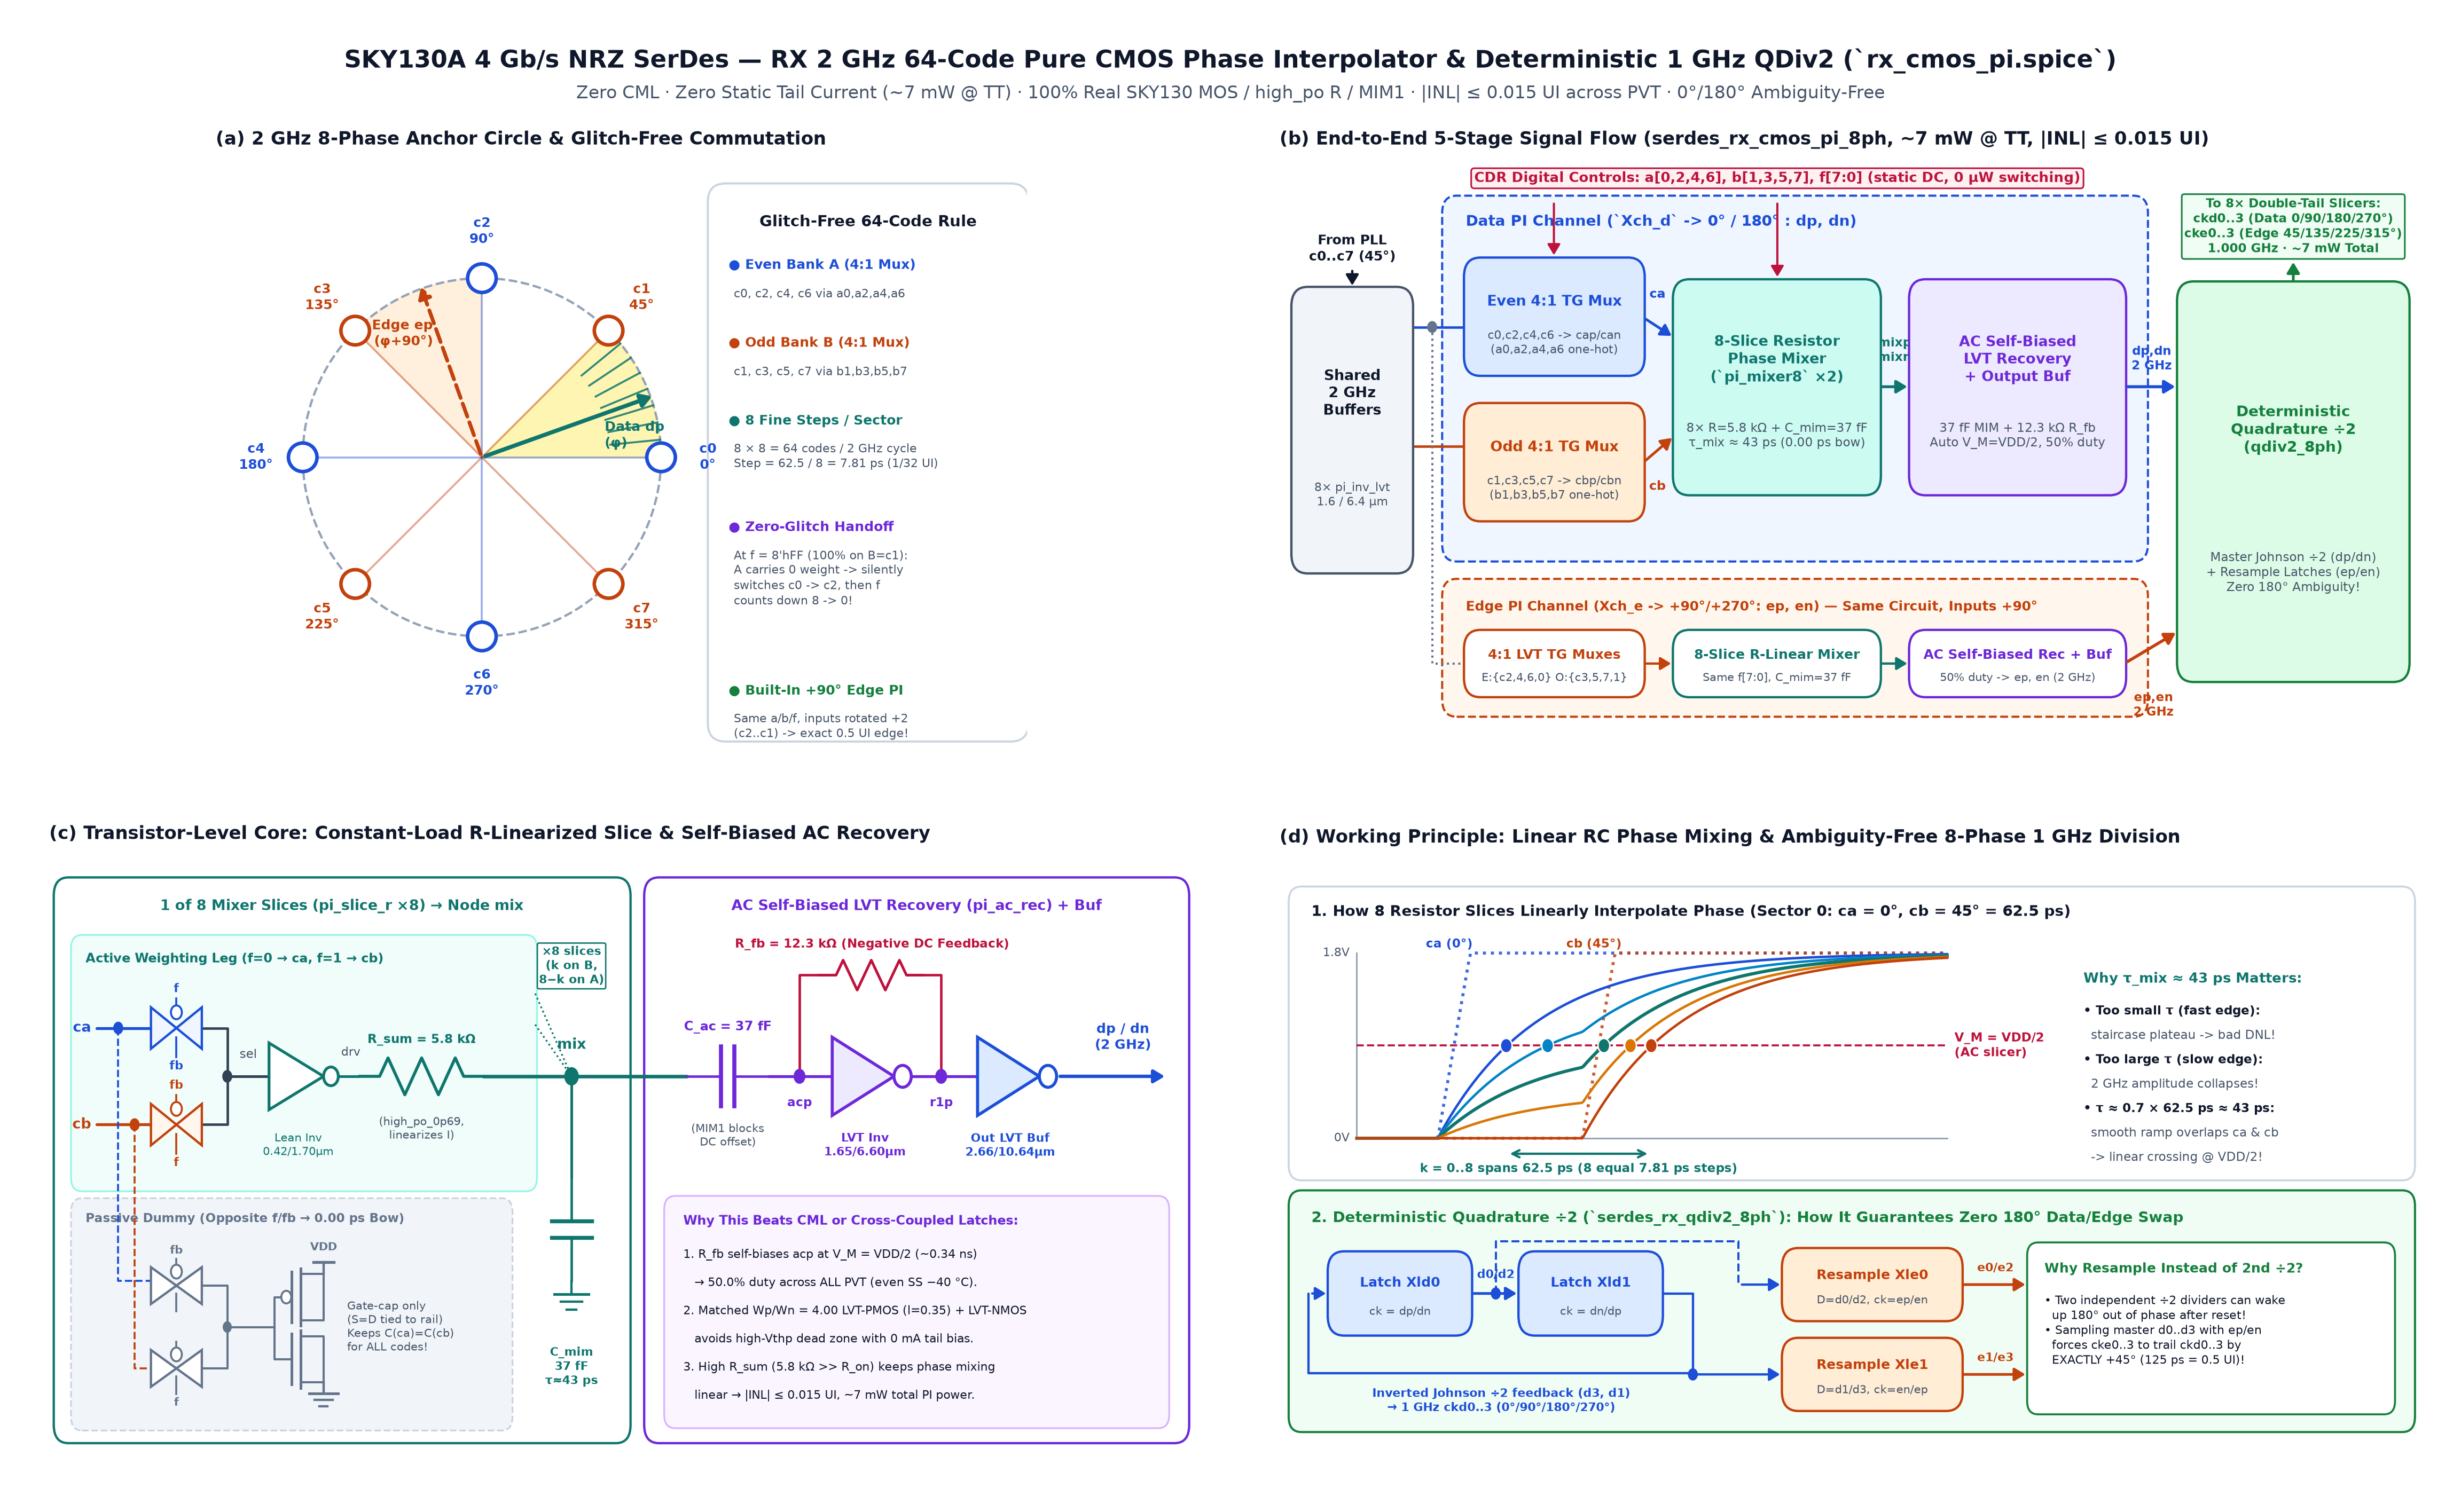 SKY130A 4 Gb/s NRZ SerDes — RX 2 GHz 64-Code Pure CMOS Phase Interpolator & Deterministic 1 GHz QDiv2 (`rx_cmos_pi.spice`)
Zero CML · Zero Static Tail Current (~7 mW @ TT) · 100% Real SKY130 MOS / high_po R / MIM1 · |INL| ≤ 0.015 UI across PVT · 0°/180° Ambiguity-Free
(a) 2 GHz 8-Phase Anchor Circle & Glitch-Free Commutation
c2
90°
c3
135°
c1
45°
Edge ep
(φ+90°)
Data dp
(φ)
c4
180°
c0
0°
c5
225°
c7
315°
c6
270°
Glitch-Free 64-Code Rule
● Even Bank A (4:1 Mux)
c0, c2, c4, c6 via a0,a2,a4,a6
● Odd Bank B (4:1 Mux)
c1, c3, c5, c7 via b1,b3,b5,b7
● 8 Fine Steps / Sector
8 × 8 = 64 codes / 2 GHz cycle
Step = 62.5 / 8 = 7.81 ps (1/32 UI)
● Zero-Glitch Handoff
At f = 8'hFF (100% on B=c1):
A carries 0 weight -> silently
switches c0 -> c2, then f
counts down 8 -> 0!
● Built-In +90° Edge PI
Same a/b/f, inputs rotated +2
(c2..c1) -> exact 0.5 UI edge!
(b) End-to-End 5-Stage Signal Flow (serdes_rx_cmos_pi_8ph, ~7 mW @ TT, |INL| ≤ 0.015 UI)
CDR Digital Controls: a[0,2,4,6], b[1,3,5,7], f[7:0] (static DC, 0 µW switching)
Data PI Channel (`Xch_d` -> 0° / 180° : dp, dn)
From PLL
c0..c7 (45°)
Shared
2 GHz
Buffers
8× pi_inv_lvt
1.6 / 6.4 µm
Even 4:1 TG Mux
c0,c2,c4,c6 -> cap/can
(a0,a2,a4,a6 one-hot)
ca
Odd 4:1 TG Mux
c1,c3,c5,c7 -> cbp/cbn
(b1,b3,b5,b7 one-hot)
cb
8-Slice Resistor
Phase Mixer
(`pi_mixer8` ×2)
8× R=5.8 kΩ + C_mim=37 fF
τ_mix ≈ 43 ps (0.00 ps bow)
AC Self-Biased
LVT Recovery
+ Output Buf
37 fF MIM + 12.3 kΩ R_fb
Auto V_M=VDD/2, 50% duty
dp,dn
2 GHz
To 8× Double-Tail Slicers:
ckd0..3 (Data 0/90/180/270°)
cke0..3 (Edge 45/135/225/315°)
1.000 GHz · ~7 mW Total
Deterministic
Quadrature ÷2
(qdiv2_8ph)
Master Johnson ÷2 (dp/dn)
+ Resample Latches (ep/en)
Zero 180° Ambiguity!
Edge PI Channel (Xch_e -> +90°/+270°: ep, en) — Same Circuit, Inputs +90°
4:1 LVT TG Muxes
E:{c2,4,6,0} O:{c3,5,7,1}
8-Slice R-Linear Mixer
Same f[7:0], C_mim=37 fF
AC Self-Biased Rec + Buf
50% duty -> ep, en (2 GHz)
ep,en
2 GHz
(c) Transistor-Level Core: Constant-Load R-Linearized Slice & Self-Biased AC Recovery
1 of 8 Mixer Slices (pi_slice_r ×8) → Node mix
Active Weighting Leg (f=0 → ca, f=1 → cb)
×8 slices
(k on B,
8−k on A)
f
ca
fb
fb
cb
f
sel
Lean Inv
0.42/1.70µm
drv
R_sum = 5.8 kΩ
(high_po_0p69,
linearizes I)
mix
Passive Dummy (Opposite f/fb → 0.00 ps Bow)
fb
f
VDD
Gate-cap only
(S=D tied to rail)
Keeps C(ca)=C(cb)
for ALL codes!
C_mim
37 fF
τ≈43 ps
AC Self-Biased LVT Recovery (pi_ac_rec) + Buf
R_fb = 12.3 kΩ (Negative DC Feedback)
C_ac = 37 fF
(MIM1 blocks
DC offset)
acp
LVT Inv
1.65/6.60µm
r1p
Out LVT Buf
2.66/10.64µm
dp / dn
(2 GHz)
Why This Beats CML or Cross-Coupled Latches:
1. R_fb self-biases acp at V_M = VDD/2 (~0.34 ns)
→ 50.0% duty across ALL PVT (even SS −40 °C).
2. Matched Wp/Wn = 4.00 LVT-PMOS (l=0.35) + LVT-NMOS
avoids high-Vthp dead zone with 0 mA tail bias.
3. High R_sum (5.8 kΩ >> R_on) keeps phase mixing
linear → |INL| ≤ 0.015 UI, ~7 mW total PI power.
(d) Working Principle: Linear RC Phase Mixing & Ambiguity-Free 8-Phase 1 GHz Division
1. How 8 Resistor Slices Linearly Interpolate Phase (Sector 0: ca = 0°, cb = 45° = 62.5 ps)
1.8V
ca (0°)
cb (45°)
V_M = VDD/2
(AC slicer)
0V
k = 0..8 spans 62.5 ps (8 equal 7.81 ps steps)
Why τ_mix ≈ 43 ps Matters:
• Too small τ (fast edge):
staircase plateau -> bad DNL!
• Too large τ (slow edge):
2 GHz amplitude collapses!
• τ ≈ 0.7 × 62.5 ps ≈ 43 ps:
smooth ramp overlaps ca & cb
-> linear crossing @ VDD/2!
2. Deterministic Quadrature ÷2 (`serdes_rx_qdiv2_8ph`): How It Guarantees Zero 180° Data/Edge Swap
Latch Xld0
ck = dp/dn
d0/d2
Latch Xld1
ck = dn/dp
Resample Xle0
D=d0/d2, ck=ep/en
e0/e2
Resample Xle1
D=d1/d3, ck=en/ep
e1/e3
Inverted Johnson ÷2 feedback (d3, d1)
→ 1 GHz ckd0..3 (0°/90°/180°/270°)
Why Resample Instead of 2nd ÷2?
• Two independent ÷2 dividers can wake
up 180° out of phase after reset!
• Sampling master d0..d3 with ep/en
forces cke0..3 to trail ckd0..3 by
EXACTLY +45° (125 ps = 0.5 UI)!